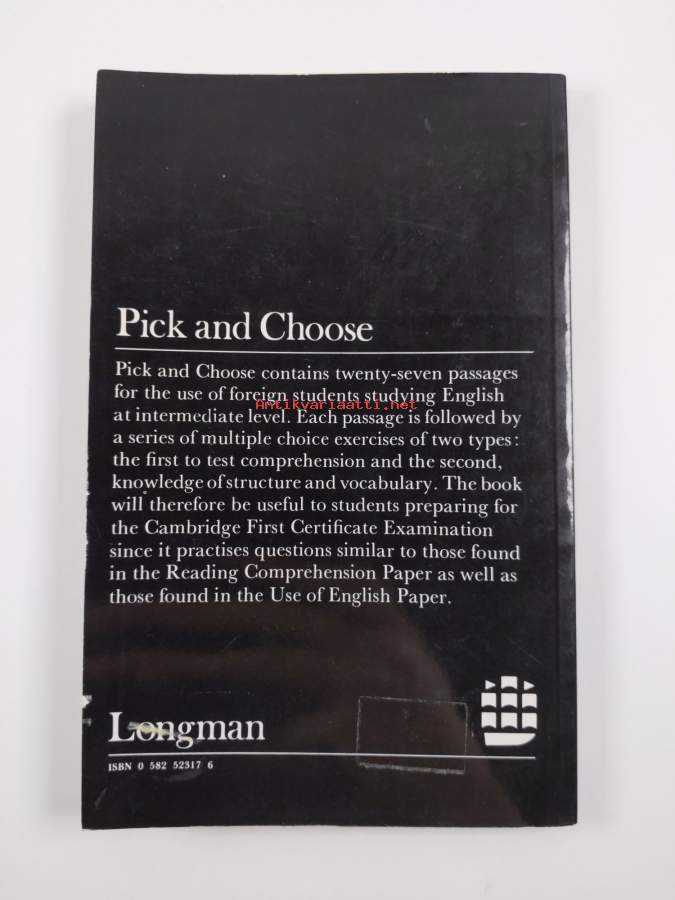 Pick and Choose
Pick and Choose contains twenty-seven passages
for the use of foreign students studying English
Antikvariaatti.net
at intermediate level. Each passage is followed by
a series of multiple choice exercises of two types:
the first to test comprehension and the second,
knowledge of structure and vocabulary. The book
will therefore be useful to students preparing for
the Cambridge First Certificate Examination
since it practises questions similar to those found
in the Reading Comprehension Paper as well as
those found in the Use of English Paper.
Longman
ISBN 0 582 52317 6